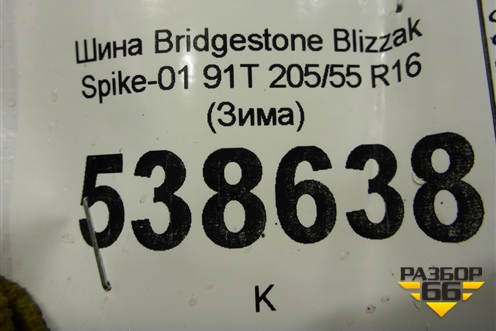 Шина Bridgestone Blizzak
Spike-01 91T 205/55 R16
(Зима)
538638
К
РАЗБОР
66